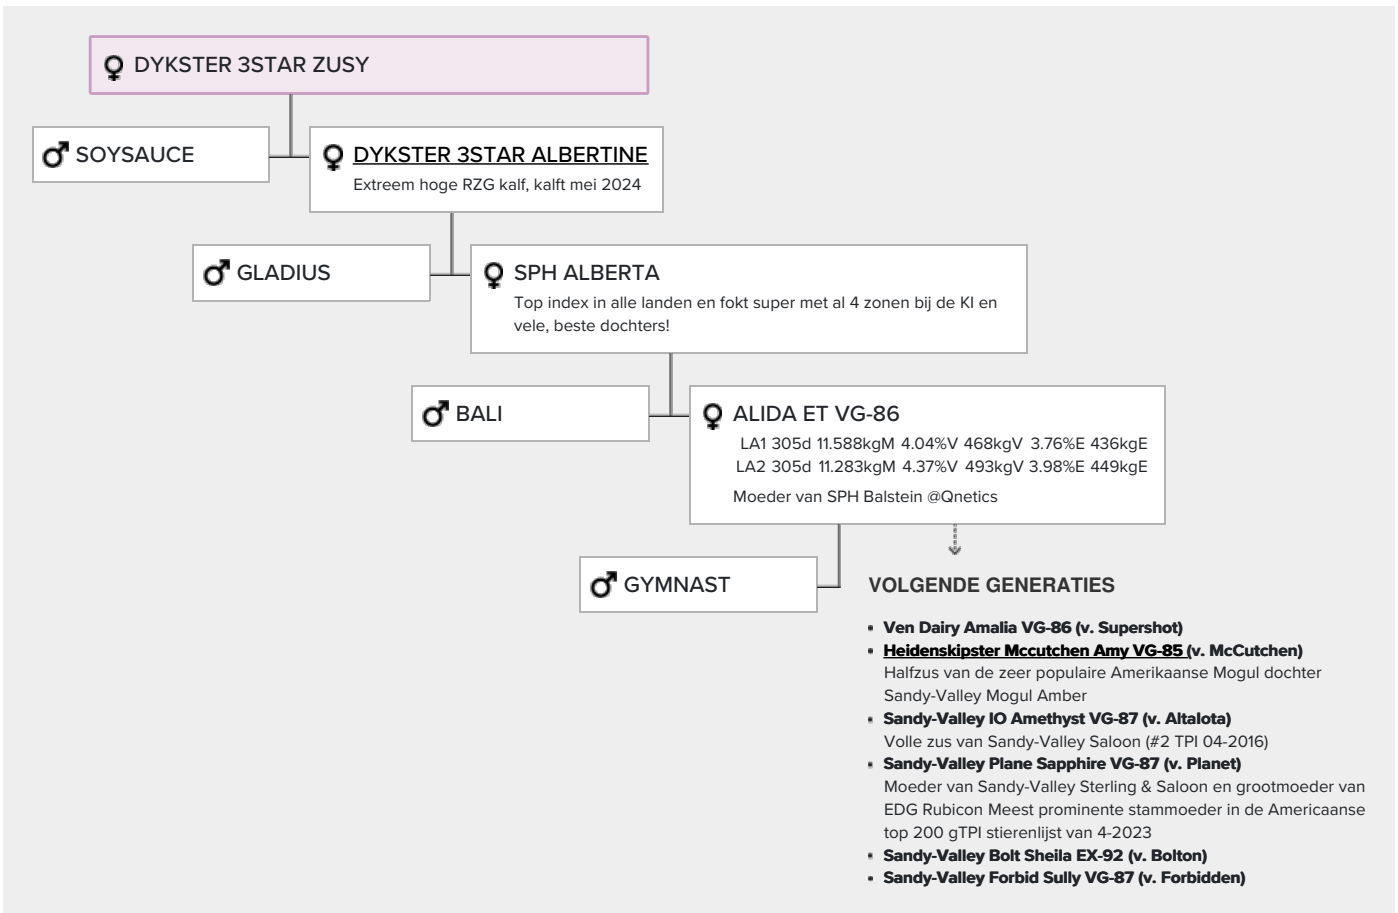 DYKSTER 3STAR ZUSY
SOYSAUCE
DYKSTER 3STAR ALBERTINE
Extreem hoge RZG kalf, kalft mei 2024
GLADIUS
SPH ALBERTA
Top index in alle landen en fokt super met al 4 zonen bij de KI en
vele, beste dochters!
BALI
ALIDA ET VG-86
LA1 305d 11.588kgM 4.04%V 468kgV 3.76%E 436kgE
LA2 305d 11.283kgM 4.37%V 493kgV 3.98%E 449kgE
Moeder van SPH Balstein @Qnetics
GYMNAST
VOLGENDE GENERATIES
Ven Dairy Amalia VG-86 (v. Supershot)
Heidenskipster Mccutchen Amy VG-85 (v. McCutchen)
Halfzus van de zeer populaire Amerikaanse Mogul dochter
Sandy-Valley Mogul Amber
Sandy-Valley IO Amethyst VG-87 (v. AltaIota)
Volle zus van Sandy-Valley Saloon (#2 TPI 04-2016)
Sandy-Valley Plane Sapphire VG-87 (v. Planet)
Moeder van Sandy-Valley Sterling & Saloon en grootmoeder van
EDG Rubicon Meest prominente stammoeder in de Americaanse
top 200 gTPI stierenlijst van 4-2023
Sandy-Valley Bolt Sheila EX-92 (v. Bolton)
Sandy-Valley Forbid Sully VG-87 (v. Forbidden)